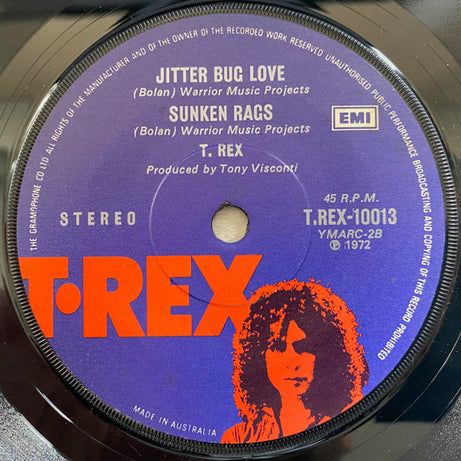 THE GRAMOPHONE CO LTD ALL RIGHTS OF THE MANUFACTURER AND OF THE OWNER OF THE RECORDED WORK RESERVED UNAUTHORISED PUBLIC PERFORMANCE BROADCASTING AND COPYING OF THIS RECORD PROHIBITED
JITTER BUG LOVE
(Bolan) Warrior Music Projects
SUNKEN RAGS
(Bolan) Warrior Music Projects
EMI
T. REX
Produced by Tony Visconti
STEREO
45 R.P.M.
T.REX-10013
YMARC-2B
℗ 1972
T·REX
MADE IN AUSTRALIA